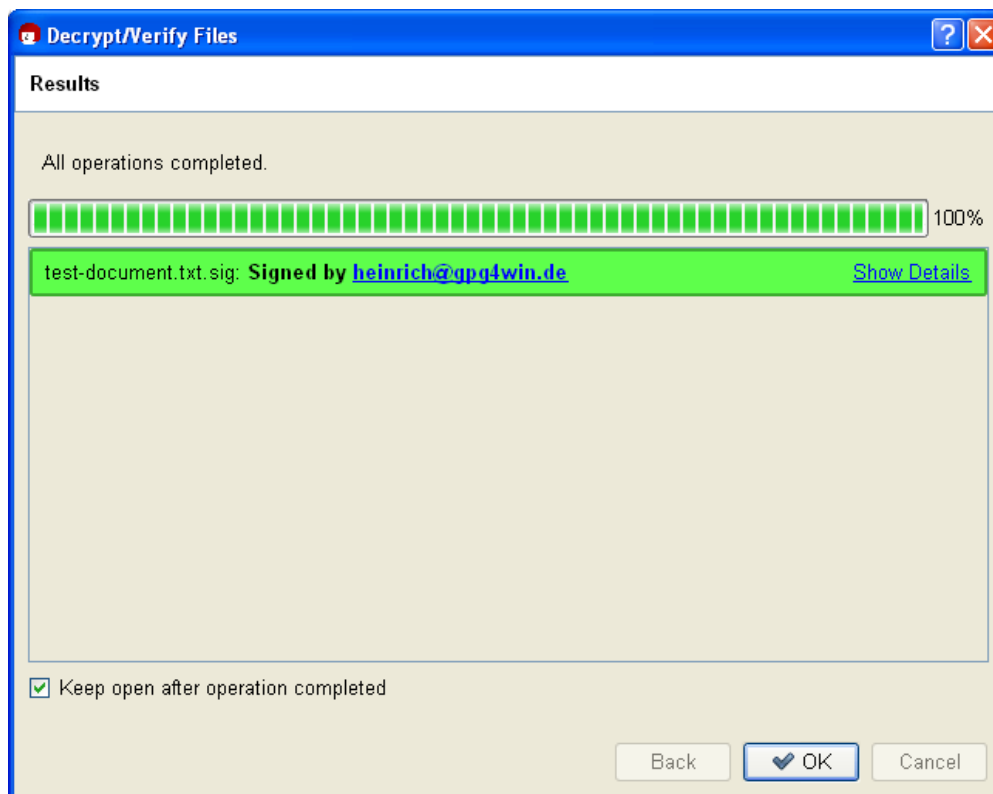 Decrypt/Verify Files
Results
All operations completed.
100%
test-document.txt.sig: Signed by heinrich@gpg4win.de Show Details
Keep open after operation completed
Back OK Cancel